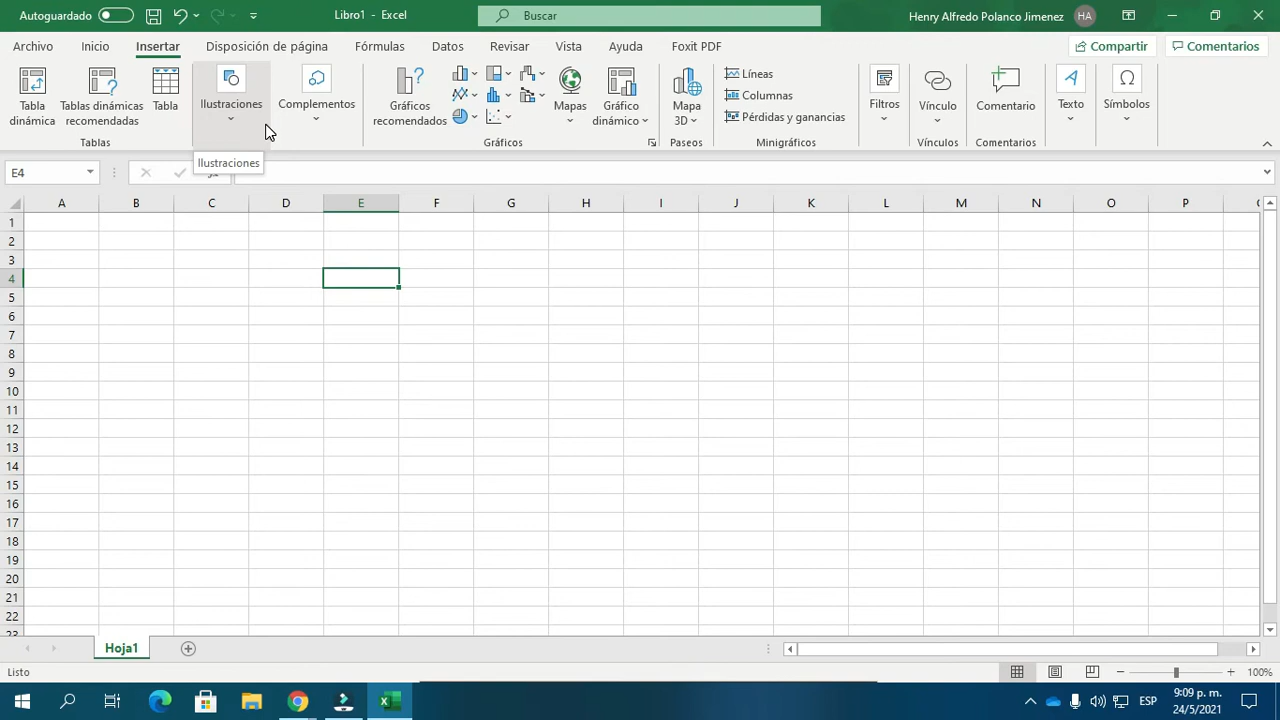 Autoguardado
Libro1 - Excel
Buscar
Henry Alfredo Polanco Jimenez HA
Archivo Inicio Insertar Disposición de página Fórmulas Datos Revisar Vista Ayuda Foxit PDF Compartir Comentarios
Tabla dinámica
Tablas dinámicas recomendadas
Tabla
Tablas
Ilustraciones
Complementos
Gráficos recomendados
Mapas
Gráfico dinámico
Gráficos
Mapa 3D
Paseos
Líneas
Columnas
Pérdidas y ganancias
Minigráficos
Filtros
Vínculo
Vínculos
Comentario
Comentarios
Texto
Símbolos
Ilustraciones
E4
A B C D E F G H I J K L M N O P
1
2
3
4
5
6
7
8
9
10
11
12
13
14
15
16
17
18
19
20
21
22
23
Hoja1
Listo
100%
ESP
9:09 p. m.
24/5/2021